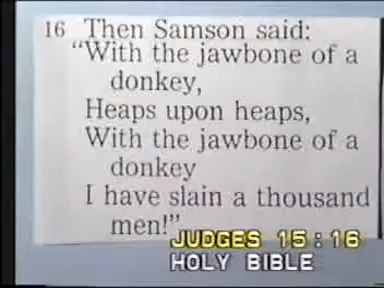 16 Then Samson said:
“With the jawbone of a
donkey,
Heaps upon heaps,
With the jawbone of a
donkey
I have slain a thousand
men!”
JUDGES 15:16
HOLY BIBLE